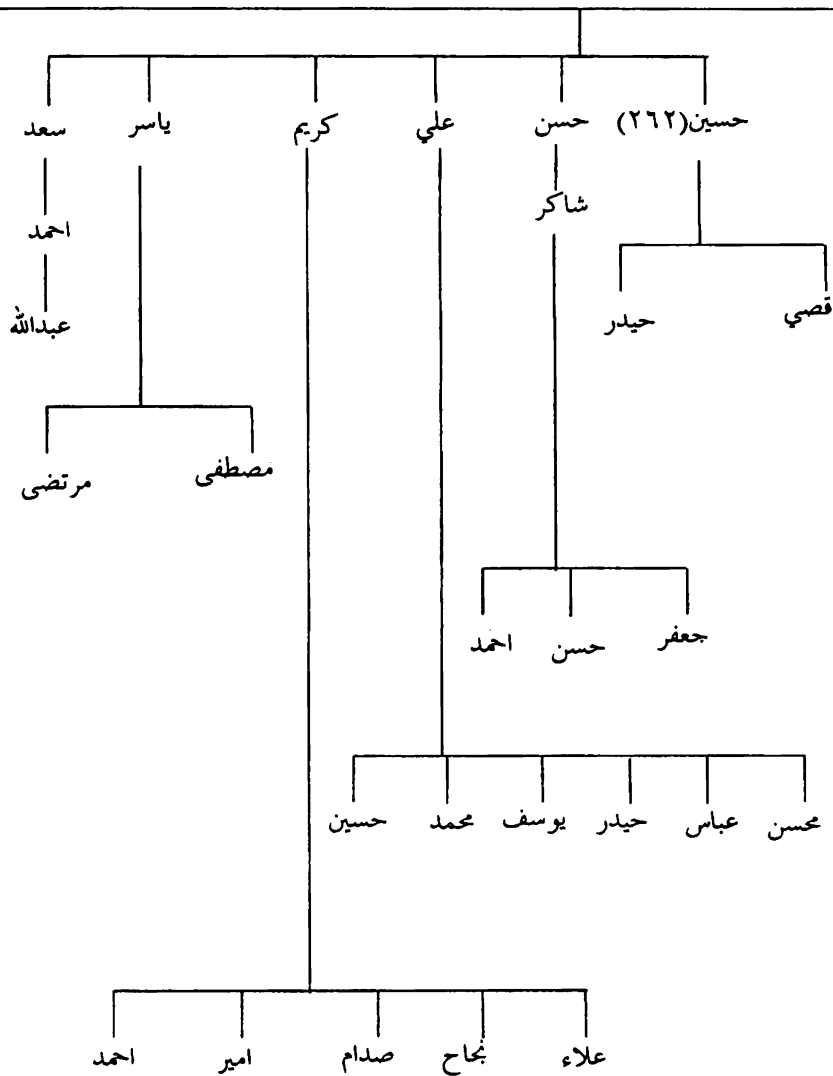 حسين (٢٦٢) حسن علي كريم ياسر سعد
شاكر
احمد
قصي حيدر
عبدالله
مصطفى مرتضى
جعفر حسن احمد
محسن عباس حيدر يوسف محمد حسين
علاء نجاح صدام امير احمد